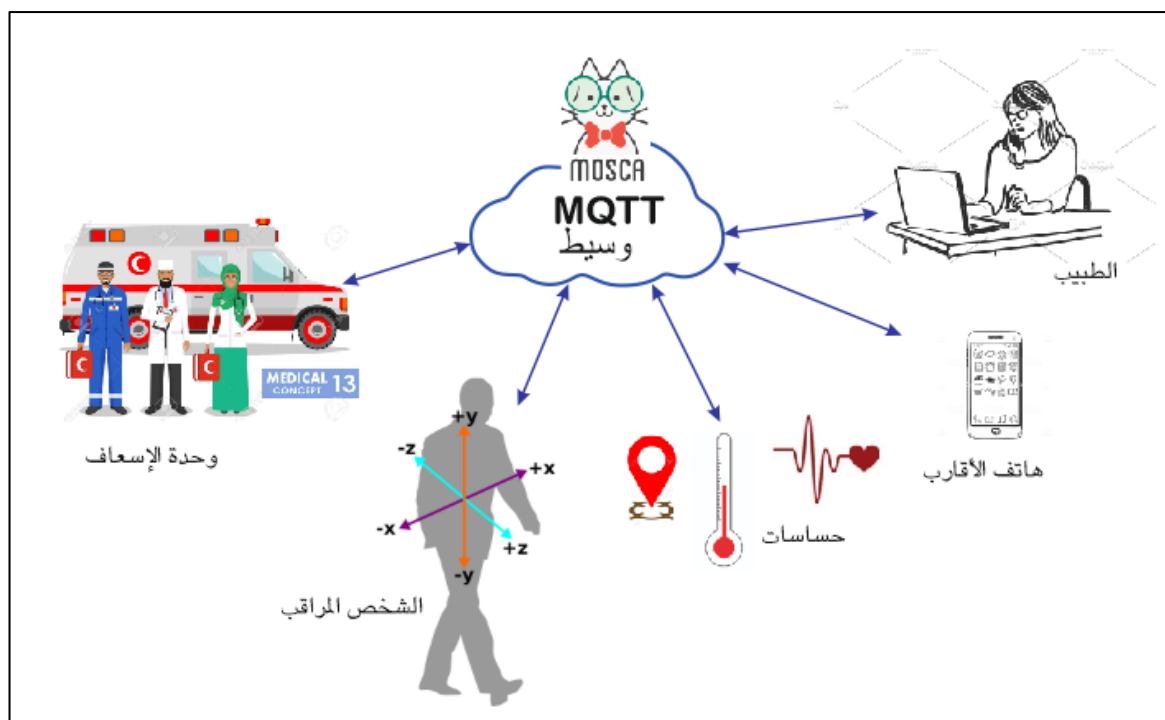 MOSCA
MQTT
وسيط
الطبيب
MEDICAL 13
CONCEPT
وحدة الإسعاف
هاتف الأقارب
حساسات
+y
-z
+x
-x
+z
-y
الشخص المراقب